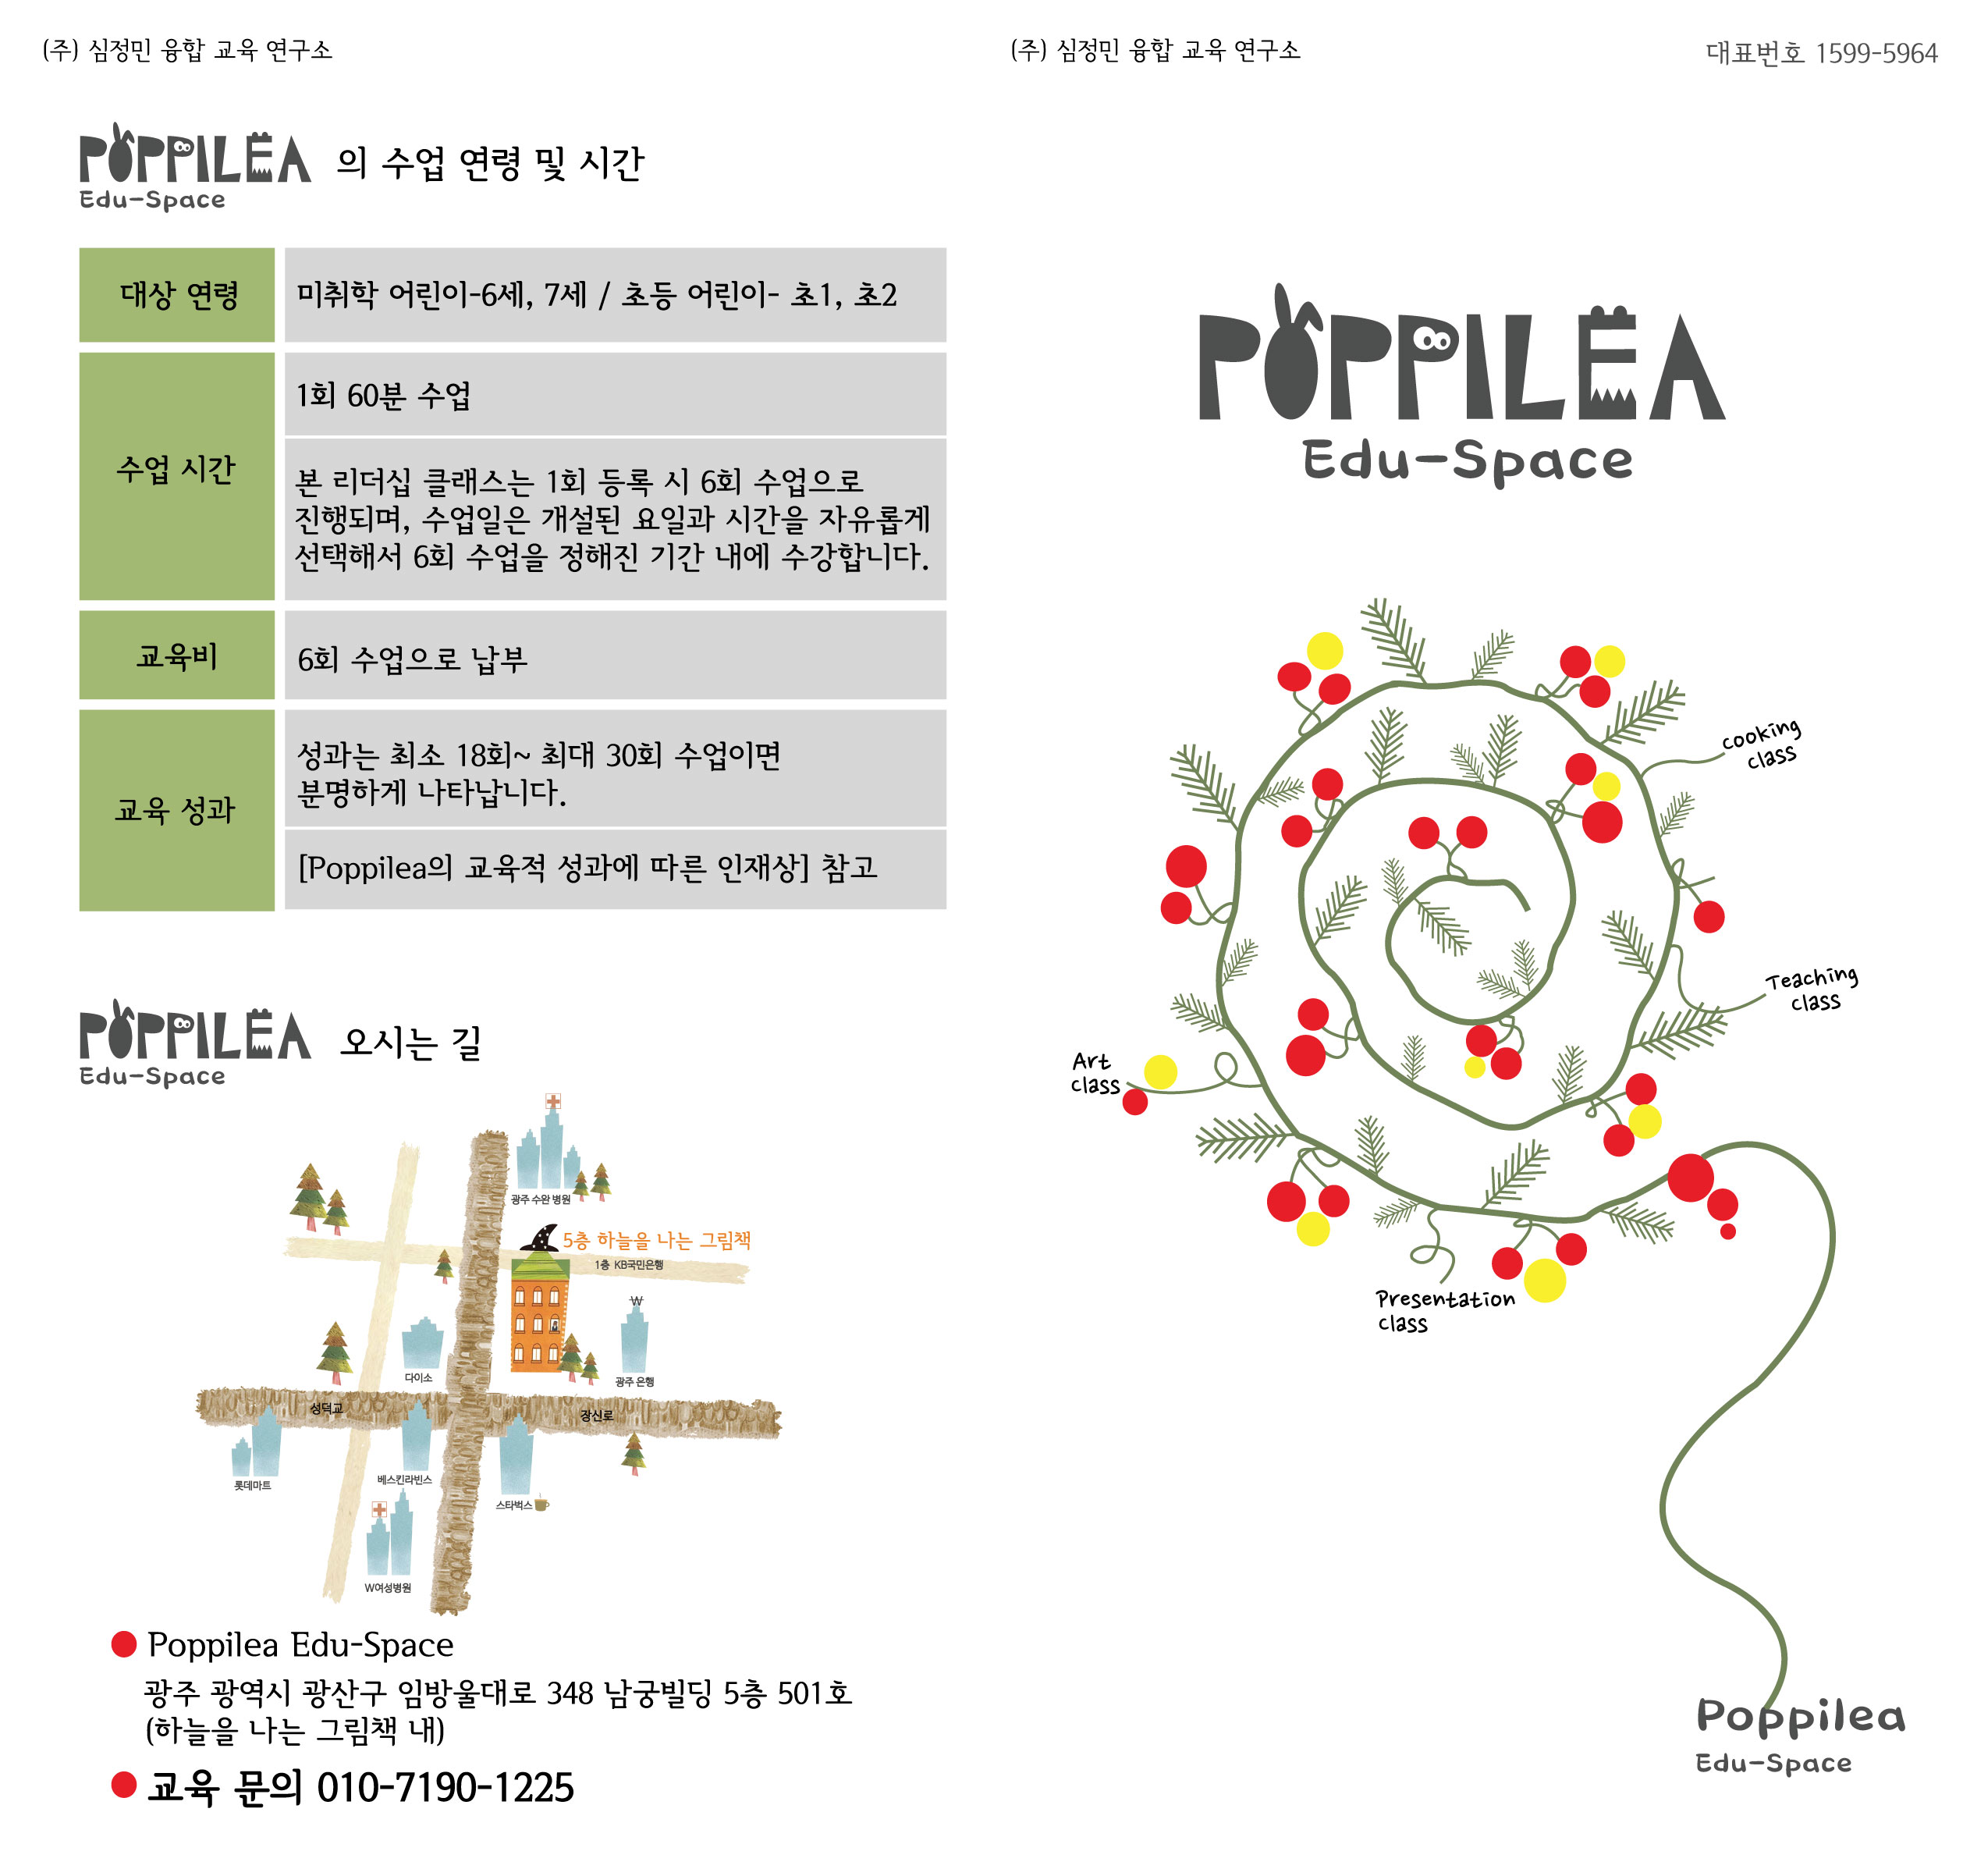 (주) 심정민 융합 교육 연구소
POPPILEA 의 수업 연령 및 시간
Edu-Space
대상 연령
미취학 어린이-6세, 7세 / 초등 어린이- 초1, 초2
수업 시간
1회 60분 수업
본 리더십 클래스는 1회 등록 시 6회 수업으로
진행되며, 수업일은 개설된 요일과 시간을 자유롭게
선택해서 6회 수업을 정해진 기간 내에 수강합니다.
교육비
6회 수업으로 납부
교육 성과
성과는 최소 18회~ 최대 30회 수업이면
분명하게 나타납니다.
[Poppilea의 교육적 성과에 따른 인재상] 참고
POPPILEA 오시는 길
Edu-Space
광주 수완 병원
5층 하늘을 나는 그림책
1층 KB국민은행
₩
다이소
광주 은행
성덕교
장신로
롯데마트
베스킨라빈스
스타벅스
W여성병원
Poppilea Edu-Space
광주 광역시 광산구 임방울대로 348 남궁빌딩 5층 501호
(하늘을 나는 그림책 내)
교육 문의 010-7190-1225
(주) 심정민 융합 교육 연구소
대표번호 1599-5964
POPPILEA
Edu-Space
cooking
class
Teaching
class
Art
class
Presentation
class
Poppilea
Edu-Space